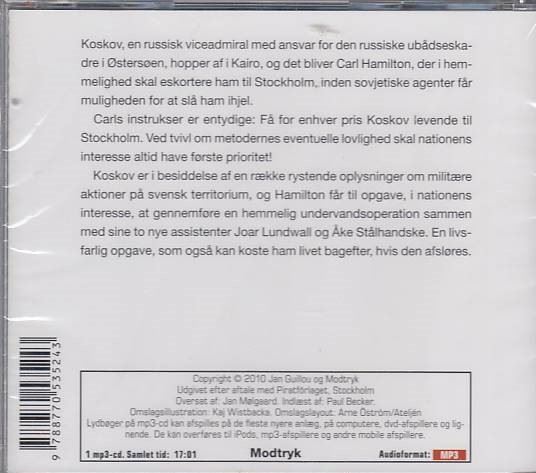 Koskov, en russisk viceadmiral med ansvar for den russiske ubådseska-
dre i Østersøen, hopper af i Kairo, og det bliver Carl Hamilton, der i hem-
melighed skal eskortere ham til Stockholm, inden sovjetiske agenter får
muligheden for at slå ham ihjel.
Carls instrukser er entydige: Få for enhver pris Koskov levende til
Stockholm. Ved tvivl om metodernes eventuelle lovlighed skal nationens
interesse altid have første prioritet!
Koskov er i besiddelse af en række rystende oplysninger om militære
aktioner på svensk territorium, og Hamilton får til opgave, i nationens
interesse, at gennemføre en hemmelig undervandsoperation sammen
med sine to nye assistenter Joar Lundwall og Åke Stålhandske. En livs-
farlig opgave, som også kan koste ham livet bagefter, hvis den afsløres.
9 788770 535243
Copyright © 2010 Jan Guillou og Modtryk
Udgivet efter aftale med Piratförlaget, Stockholm
Oversat af: Jan Mølgaard. Indlæst af: Paul Becker.
Omslagsillustration: Kaj Wistbacka. Omslagslayout: Arne Öström/Ateljén
Lydbøger på mp3-cd kan afspilles på de fleste nyere anlæg, på computere, dvd-afspillere og lig-
nende. De kan overføres til iPods, mp3-afspillere og andre mobile afspillere.
1 mp3-cd. Samlet tid: 17:01 Modtryk Audioformat: MP3